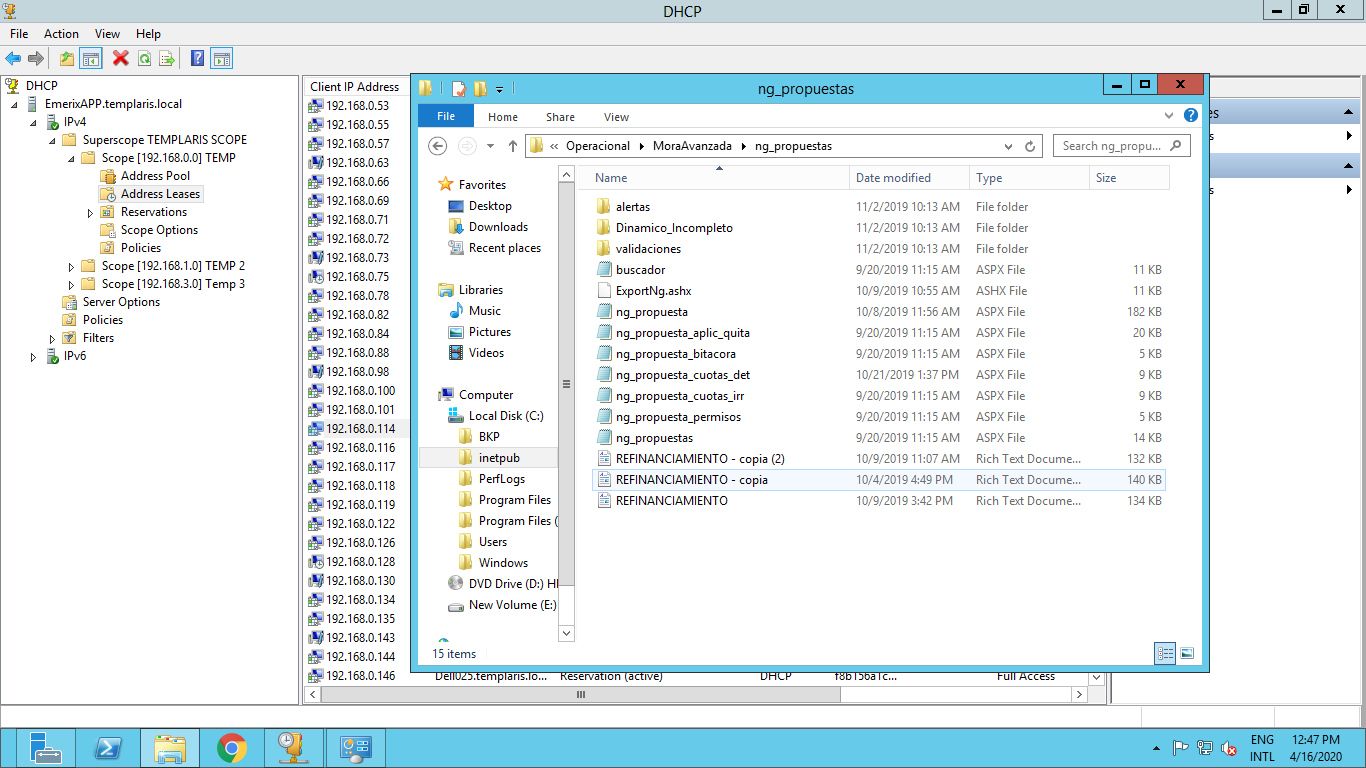 DHCP
File Action View Help
DHCP
EmerixAPP.templaris.local
IPv4
Superscope TEMPLARIS SCOPE
Scope [192.168.0.0] TEMP
Address Pool
Address Leases
Reservations
Scope Options
Policies
Scope [192.168.1.0] TEMP 2
Scope [192.168.3.0] Temp 3
Server Options
Policies
Filters
IPv6
Client IP Address
192.168.0.53
192.168.0.55
192.168.0.57
192.168.0.63
192.168.0.66
192.168.0.69
192.168.0.71
192.168.0.72
192.168.0.73
192.168.0.75
192.168.0.78
192.168.0.82
192.168.0.84
192.168.0.88
192.168.0.98
192.168.0.100
192.168.0.101
192.168.0.114
192.168.0.116
192.168.0.117
192.168.0.118
192.168.0.119
192.168.0.122
192.168.0.126
192.168.0.128
192.168.0.130
192.168.0.134
192.168.0.135
192.168.0.143
192.168.0.144
192.168.0.146 Dell025.templaris.lo... Reservation (active) DHCP f8b156a1c... Full Access
ng_propuestas
File Home Share View
« Operacional MoraAvanzada ng_propuestas
Search ng_propu...
Favorites
Desktop
Downloads
Recent places
Libraries
Music
Pictures
Videos
Computer
Local Disk (C:)
BKP
inetpub
PerfLogs
Program Files
Program Files (
Users
Windows
DVD Drive (D:) HI
New Volume (E:)
Name Date modified Type Size
alertas 11/2/2019 10:13 AM File folder
Dinamico_Incompleto 11/2/2019 10:13 AM File folder
validaciones 11/2/2019 10:13 AM File folder
buscador 9/20/2019 11:15 AM ASPX File 11 KB
ExportNg.ashx 10/9/2019 10:55 AM ASHX File 11 KB
ng_propuesta 10/8/2019 11:56 AM ASPX File 182 KB
ng_propuesta_aplic_quita 9/20/2019 11:15 AM ASPX File 20 KB
ng_propuesta_bitacora 9/20/2019 11:15 AM ASPX File 5 KB
ng_propuesta_cuotas_det 10/21/2019 1:37 PM ASPX File 9 KB
ng_propuesta_cuotas_irr 9/20/2019 11:15 AM ASPX File 9 KB
ng_propuesta_permisos 9/20/2019 11:15 AM ASPX File 5 KB
ng_propuestas 9/20/2019 11:15 AM ASPX File 14 KB
REFINANCIAMIENTO - copia (2) 10/9/2019 11:07 AM Rich Text Docume... 132 KB
REFINANCIAMIENTO - copia 10/4/2019 4:49 PM Rich Text Docume... 140 KB
REFINANCIAMIENTO 10/9/2019 3:42 PM Rich Text Docume... 134 KB
15 items
ENG 12:47 PM
INTL 4/16/2020